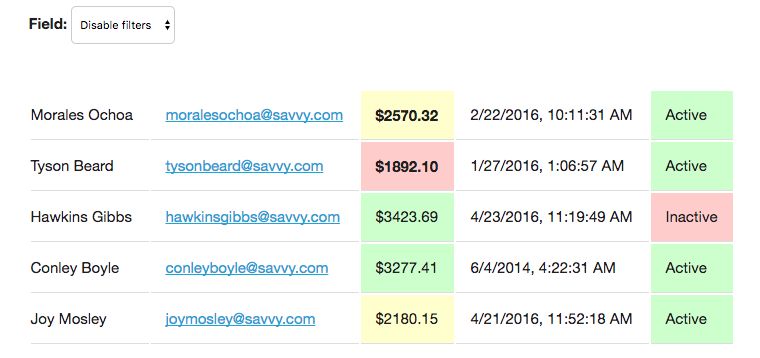 Field: Disable filters
Morales Ochoa moralesochoa@savvy.com $2570.32 2/22/2016, 10:11:31 AM Active
Tyson Beard tysonbeard@savvy.com $1892.10 1/27/2016, 1:06:57 AM Active
Hawkins Gibbs hawkinsgibbs@savvy.com $3423.69 4/23/2016, 11:19:49 AM Inactive
Conley Boyle conleyboyle@savvy.com $3277.41 6/4/2014, 4:22:31 AM Active
Joy Mosley joymosley@savvy.com $2180.15 4/21/2016, 11:52:18 AM Active